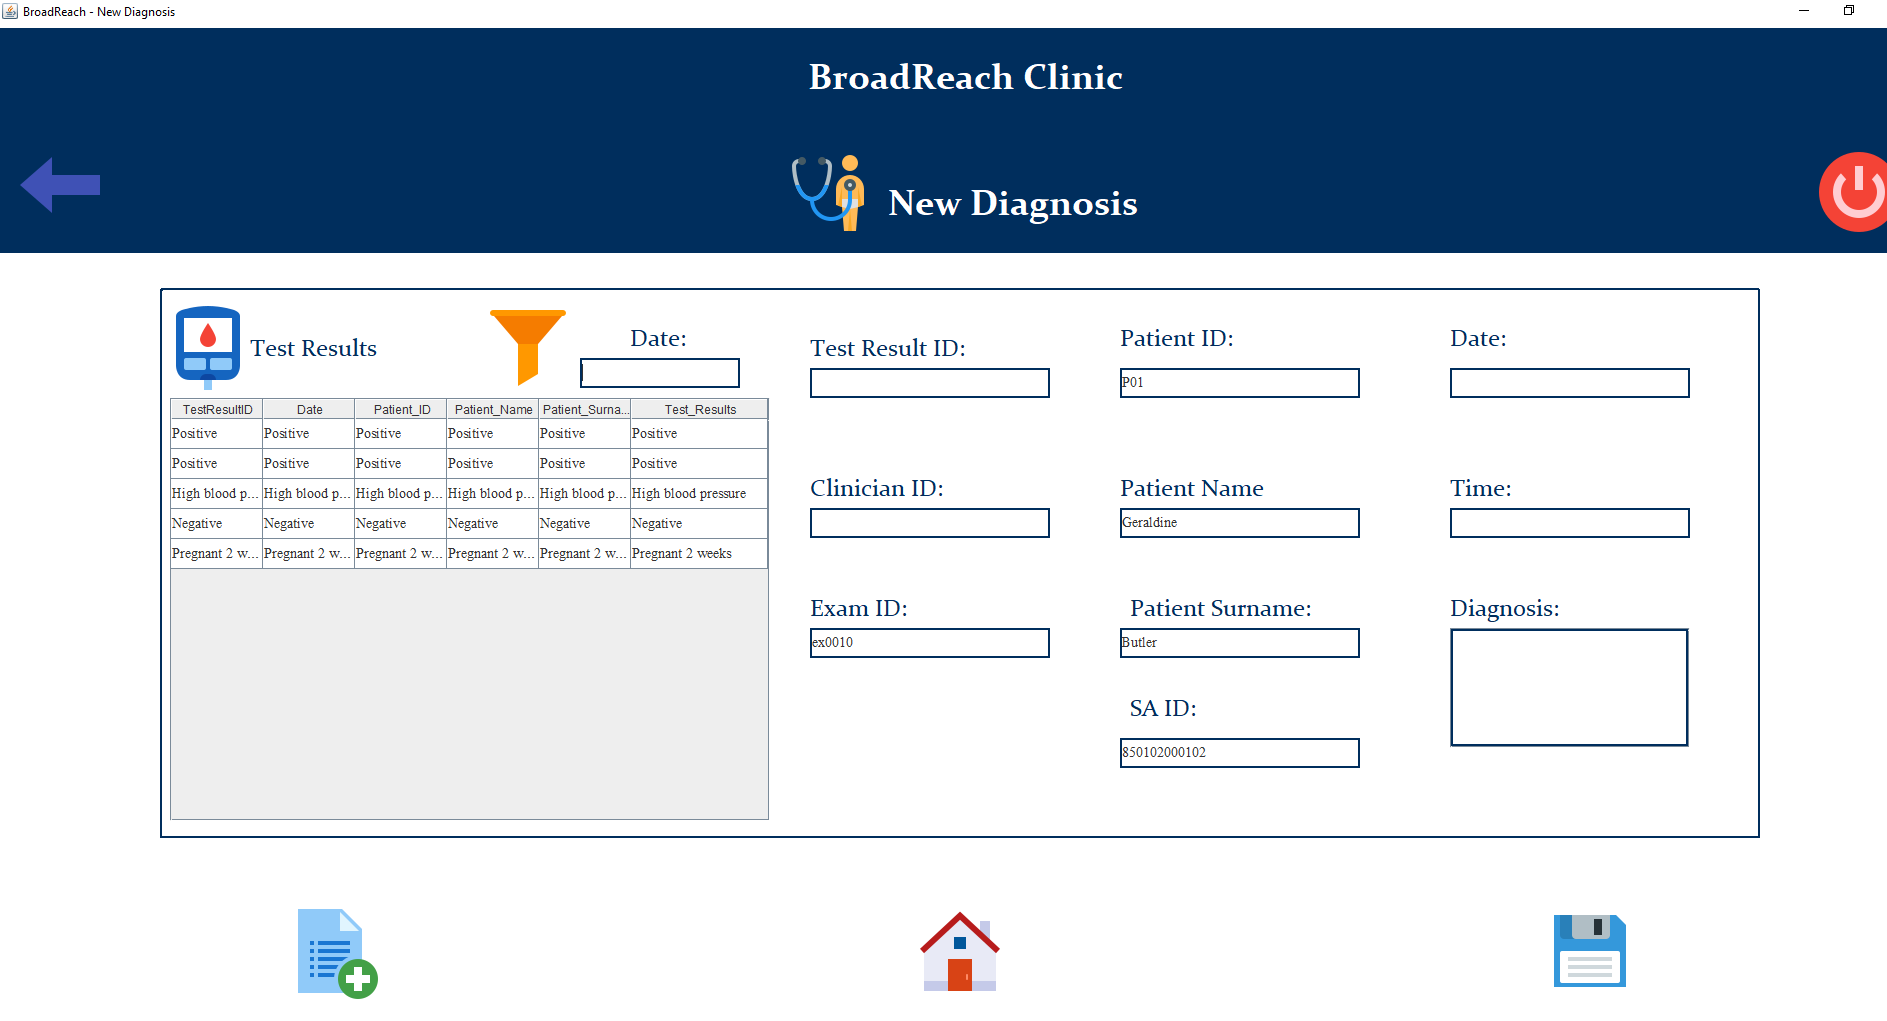 BroadReach - New Diagnosis
BroadReach Clinic
New Diagnosis
Test Results
Date:
TestResultID Date Patient_ID Patient_Name Patient_Surna... Test_Results
Positive Positive Positive Positive Positive Positive
Positive Positive Positive Positive Positive Positive
High blood p... High blood p... High blood p... High blood p... High blood p... High blood pressure
Negative Negative Negative Negative Negative Negative
Pregnant 2 w... Pregnant 2 w... Pregnant 2 w... Pregnant 2 w... Pregnant 2 w... Pregnant 2 weeks
Test Result ID:
Clinician ID:
Exam ID:
ex0010
Patient ID:
P01
Patient Name
Geraldine
Patient Surname:
Butler
SA ID:
850102000102
Date:
Time:
Diagnosis: